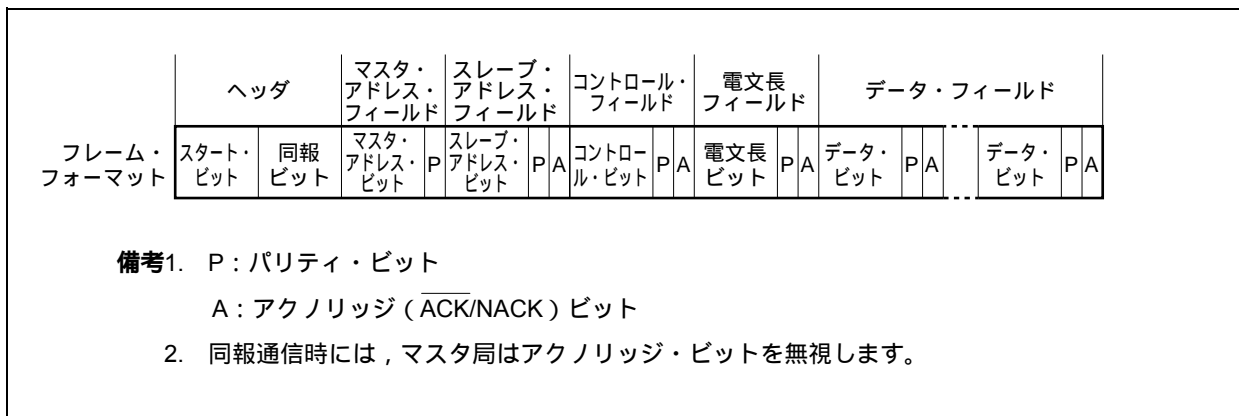 ヘッダ
マスタ・
アドレス・
フィールド
スレーブ・
アドレス・
フィールド
コントロール・
フィールド
電文長
フィールド
データ・フィールド
フレーム・
フォーマット
スタート・
ビット
同報
ビット
マスタ・
アドレス・
ビット
P
スレーブ・
アドレス・
ビット
P
A
コントロー
ル・ビット
P
A
電文長
ビット
P
A
データ・
ビット
P
A
データ・
ビット
P
A
備考1. P：パリティ・ビット
A：アクノリッジ（ACK/NACK）ビット
2. 同報通信時には，マスタ局はアクノリッジ・ビットを無視します。